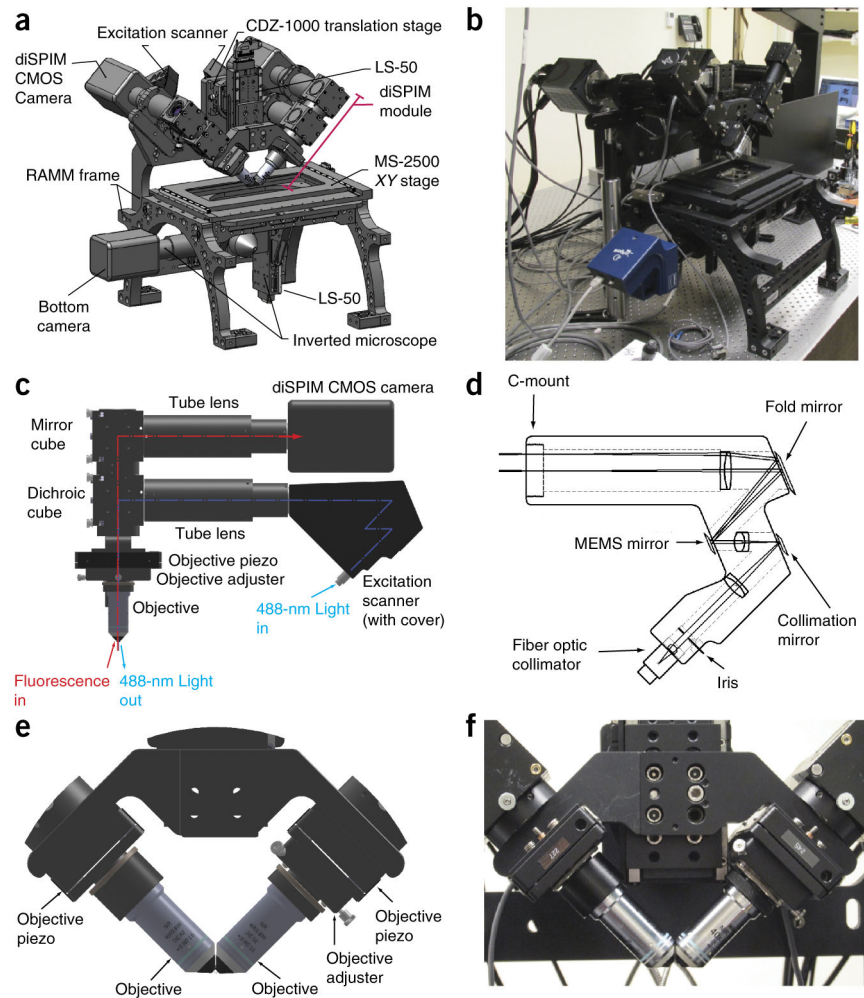 a
Excitation scanner
CDZ-1000 translation stage
diSPIM
CMOS
Camera
LS-50
diSPIM
module
RAMM frame
MS-2500
XY stage
Bottom
camera
LS-50
Inverted microscope
b
c
diSPIM CMOS camera
Tube lens
Mirror
cube
Dichroic
cube
Tube lens
Objective piezo
Objective adjuster
Objective
488-nm Light
in
Excitation
scanner
(with cover)
Fluorescence
in
488-nm Light
out
d
C-mount
Fold mirror
MEMS mirror
Collimation
mirror
Fiber optic
collimator
Iris
e
Objective
piezo
Objective
Objective
Objective
adjuster
Objective
piezo
f
227